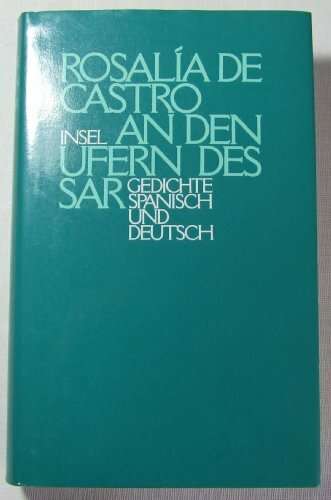 ROSALÍA DE
CASTRO
INSEL AN DEN
UFERN DES
SAR GEDICHTE
SPANISCH
UND
DEUTSCH